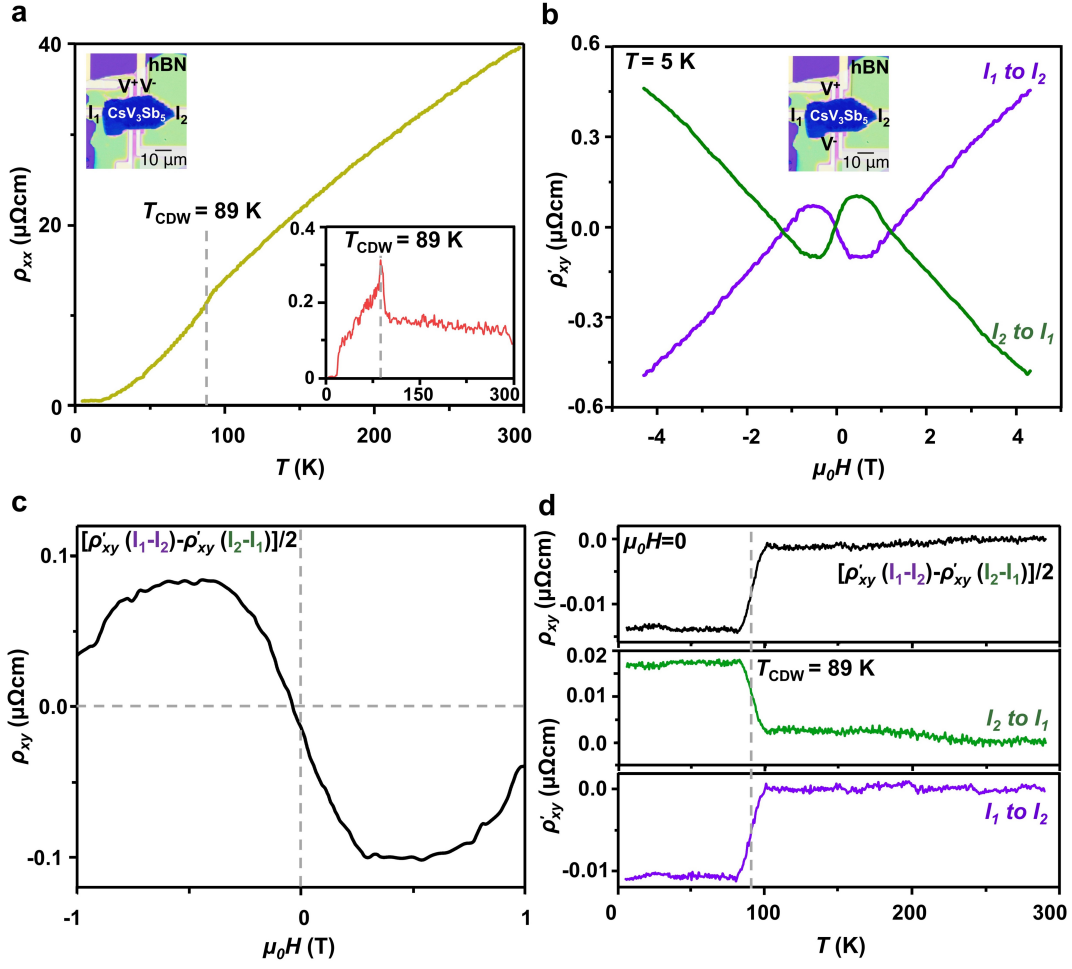 a
40
20
0
ρxx (μΩcm)
hBN
V+ V-
I1
CsV3Sb5
I2
10 μm
TCDW = 89 K
0.4
0.2
0
TCDW = 89 K
0
150
300
0
100
200
300
T (K)
b
0.6
0.3
0.0
-0.3
-0.6
ρ′xy (μΩcm)
T = 5 K
hBN
V+
I1
CsV3Sb5
I2
V-
10 μm
I1 to I2
I2 to I1
-4
-2
0
2
4
μ0H (T)
c
[ρ′xy (I1-I2)-ρ′xy (I2-I1)]/2
0.1
0.0
-0.1
ρxy (μΩcm)
-1
0
1
μ0H (T)
d
0.0
-0.01
ρxy (μΩcm)
μ0H=0
[ρ′xy (I1-I2)-ρ′xy (I2-I1)]/2
0.02
0.01
0.0
TCDW = 89 K
I2 to I1
ρ′xy (μΩcm)
0.0
-0.01
I1 to I2
0
100
200
300
T (K)